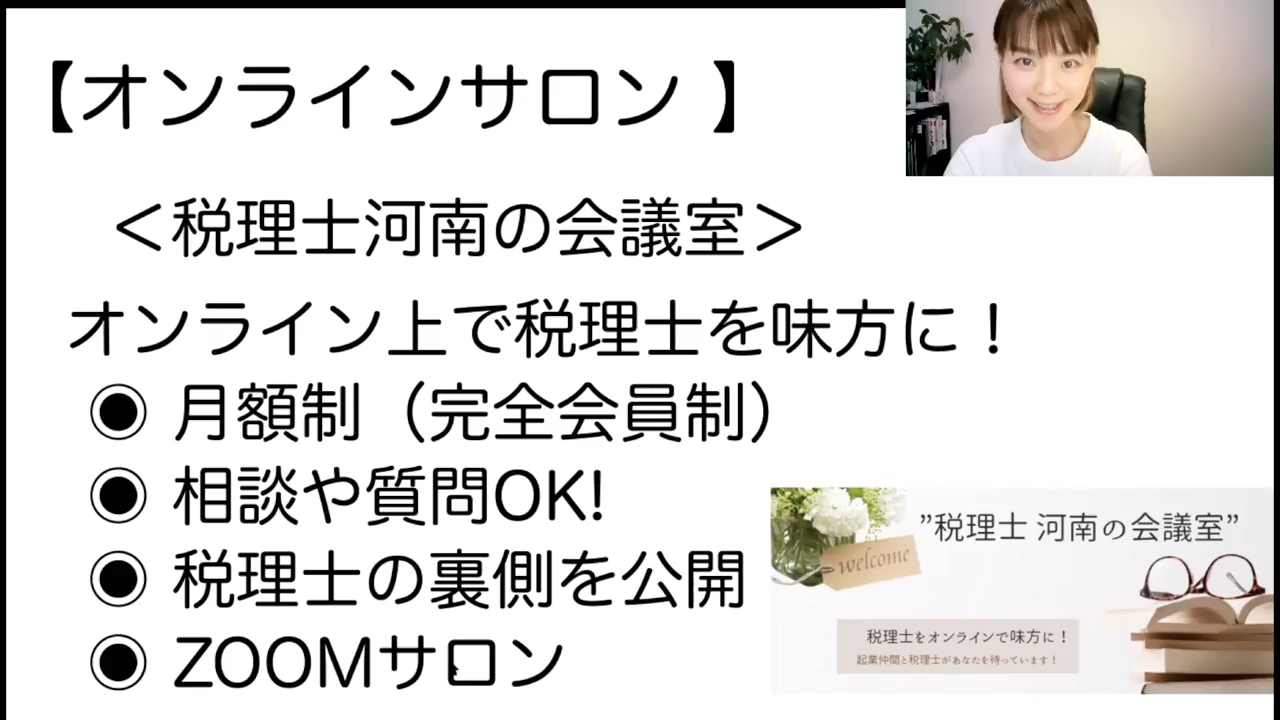 【オンラインサロン 】
＜税理士河南の会議室＞
オンライン上で税理士を味方に！
◉ 月額制（完全会員制）
◉ 相談や質問OK!
◉ 税理士の裏側を公開
◉ ZOOMサロン
”税理士 河南の会議室”
welcome
税理士をオンラインで味方に！
起業仲間と税理士があなたを待っています！